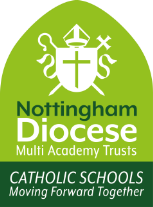 Nottingham
Diocese
Multi Academy Trusts
CATHOLIC SCHOOLS
Moving Forward Together